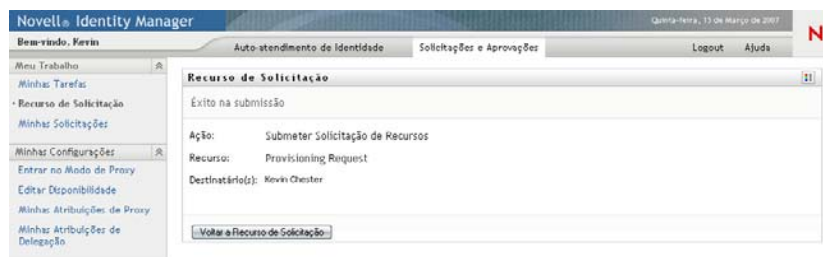 Novell® Identity Manager
Quinta-feira, 15 de Março de 2007
N
Bem-vindo, Kevin
Auto-atendimento de Identidade
Solicitações e Aprovações
Logout
Ajuda
Meu Trabalho
Minhas Tarefas
Recurso de Solicitação
Minhas Solicitações
Minhas Configurações
Entrar no Modo de Proxy
Editar Disponibilidade
Minhas Atribuições de Proxy
Minhas Atribuições de
Delegação
Recurso de Solicitação
Éxito na submissão
Ação: Submeter Solicitação de Recursos
Recurso: Provisioning Request
Destinatário(s): Kevin Chester
Voltar a Recurso de Solicitação